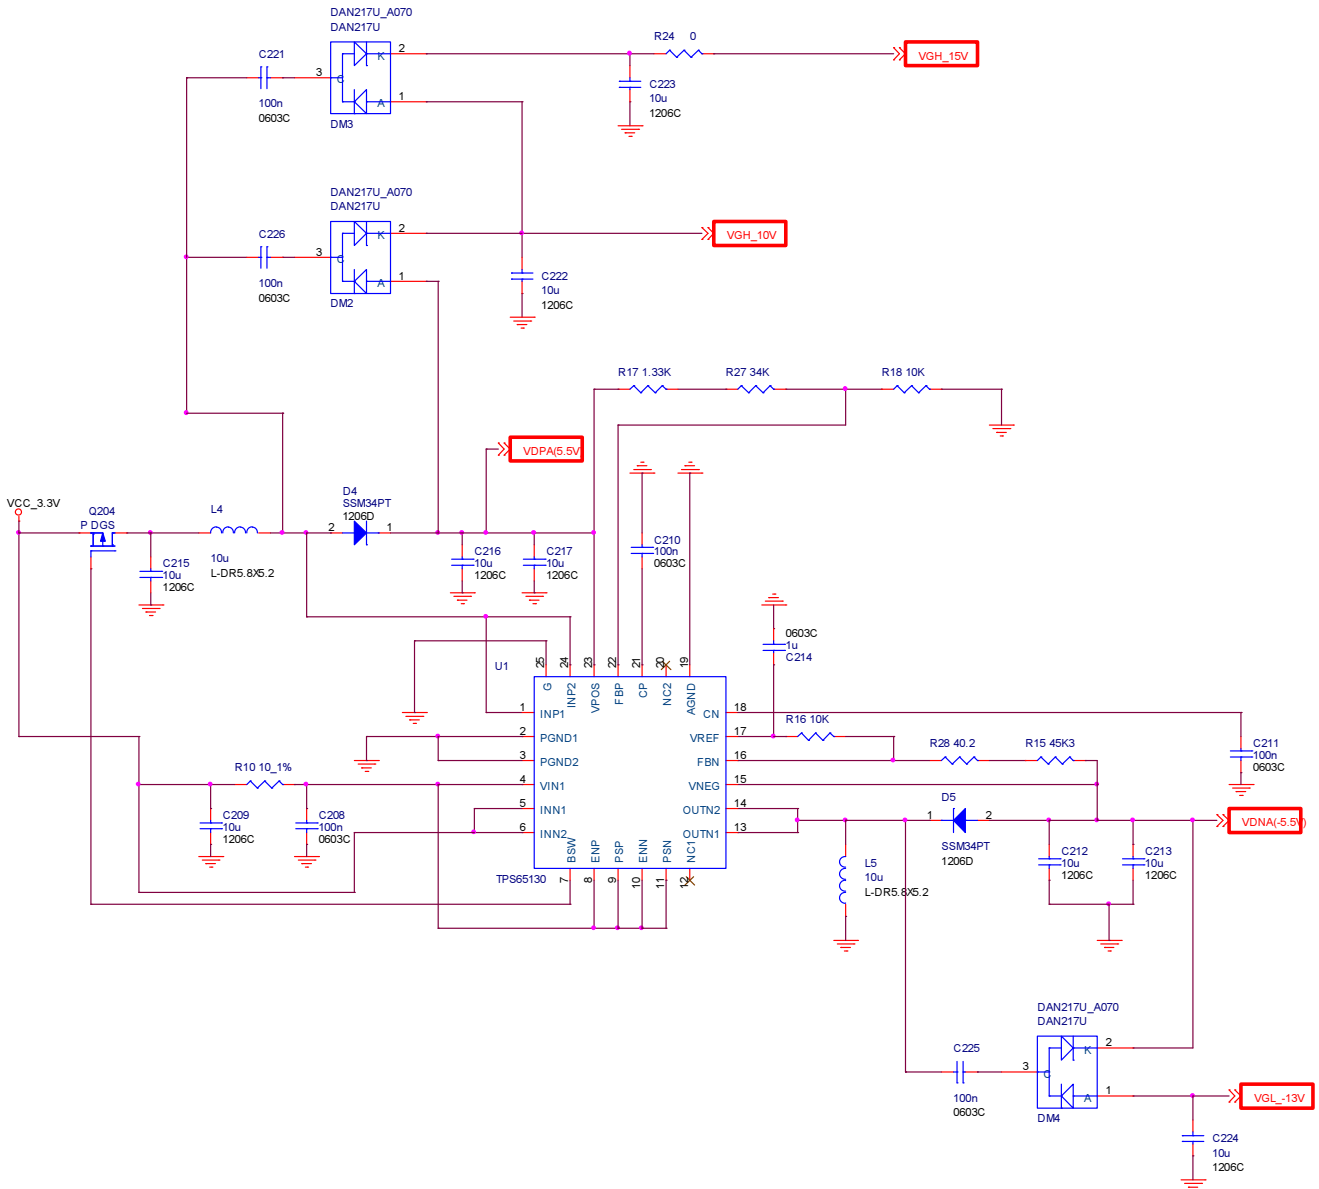 DAN217U_A070
DAN217U
C221
100n
0603C
3
C
2
K
1
A
DM3
R24 0
C223
10u
1206C
VGH_15V
DAN217U_A070
DAN217U
C226
100n
0603C
3
C
2
K
1
A
DM2
VGH_10V
C222
10u
1206C
R17 1.33K
R27 34K
R18 10K
VDPA(5.5V)
VCC_3.3V
Q204
P DGS
L4
10u
L-DR5.8X5.2
C215
10u
1206C
D4
SSM34PT
1206D
2
1
C216
10u
1206C
C217
10u
1206C
C210
100n
0603C
0603C
1u
C214
U1
25
24
23
22
21
20
19
G
INP2
VPOS
FBP
CP
NC2
AGND
1
INP1
2
PGND1
3
PGND2
4
VIN1
5
INN1
6
INN2
CN
18
VREF
17
FBN
16
VNEG
15
OUTN2
14
OUTN1
13
BSW
ENP
PSP
ENN
PSN
NC1
7
8
9
10
11
12
TPS65130
R10 10_1%
C209
10u
1206C
C208
100n
0603C
R16 10K
R28 40.2
R15 45K3
C211
100n
0603C
D5
1
2
SSM34PT
1206D
VDNA(-5.5V)
L5
10u
L-DR5.8X5.2
C212
10u
1206C
C213
10u
1206C
DAN217U_A070
DAN217U
C225
100n
0603C
3
C
2
K
1
A
DM4
VGL_-13V
C224
10u
1206C